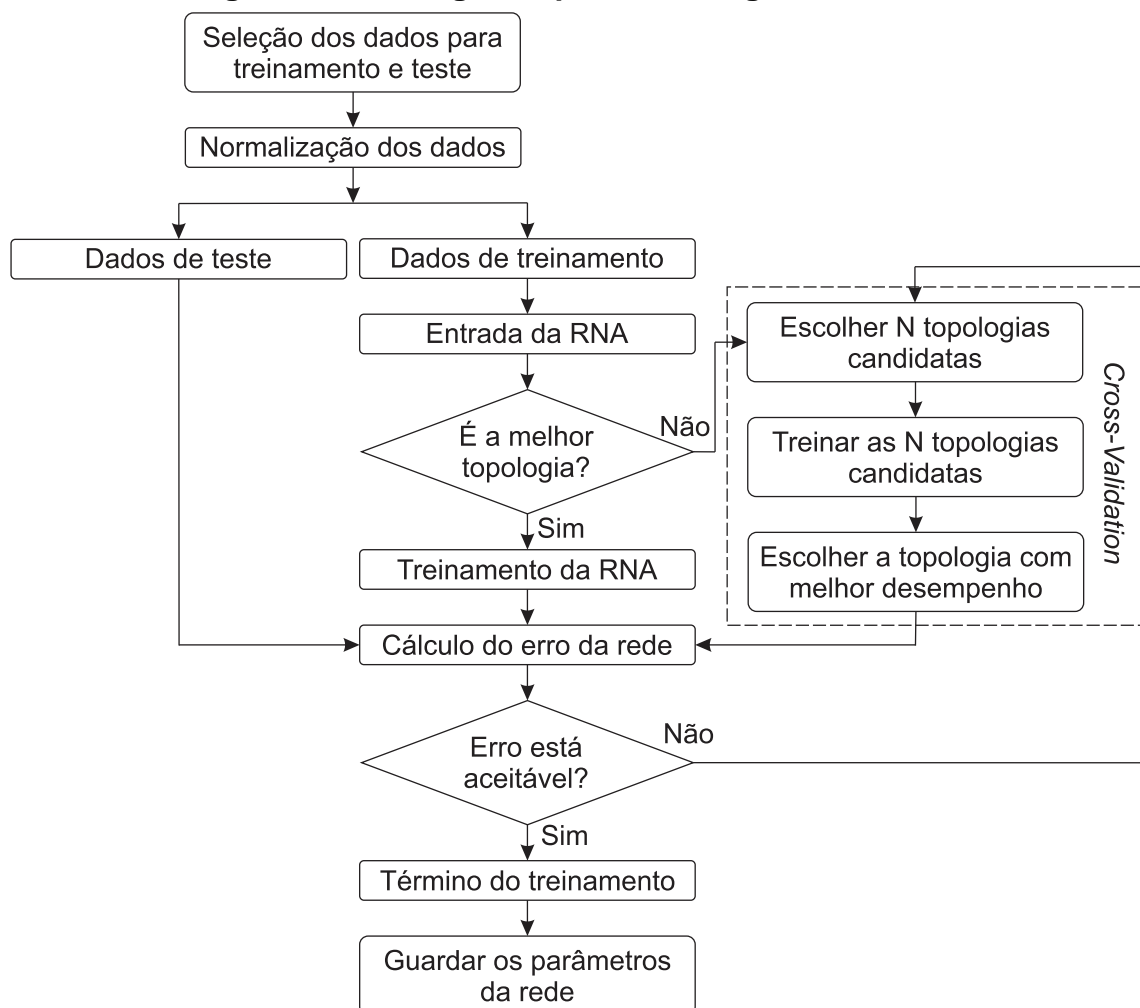 Seleção dos dados para
treinamento e teste
Normalização dos dados
Dados de teste
Dados de treinamento
Entrada da RNA
É a melhor
topologia?
Não
Sim
Escolher N topologias
candidatas
Treinar as N topologias
candidatas
Escolher a topologia com
melhor desempenho
Cross-Validation
Treinamento da RNA
Cálculo do erro da rede
Erro está
aceitável?
Não
Sim
Término do treinamento
Guardar os parâmetros
da rede